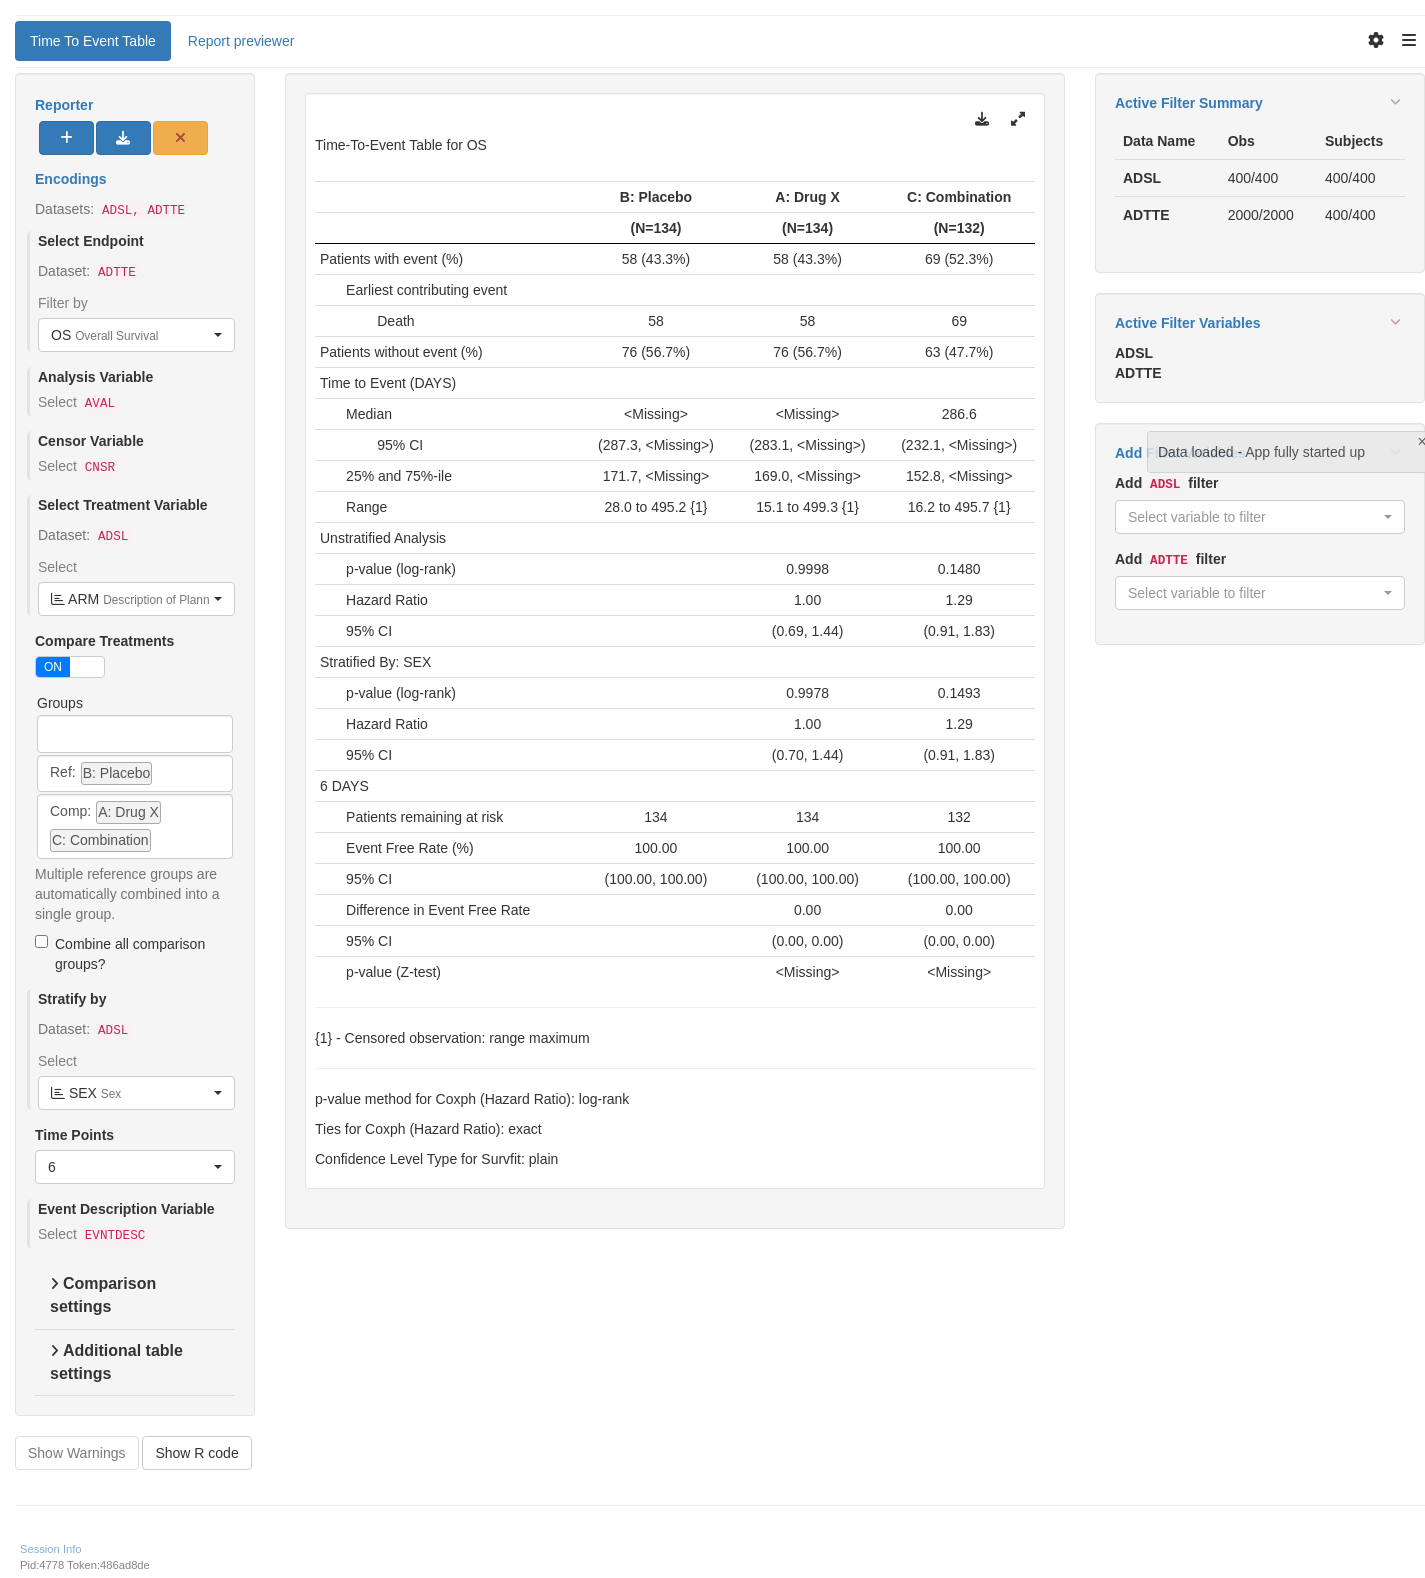 Time To Event Table Report previewer
Reporter
Encodings
Datasets: ADSL, ADTTE
Select Endpoint
Dataset: ADTTE
Filter by
OS Overall Survival
Analysis Variable
Select AVAL
Censor Variable
Select CNSR
Select Treatment Variable
Dataset: ADSL
Select
ARM Description of Plann
Compare Treatments
ON
Groups
Ref: B: Placebo
Comp: A: Drug X
C: Combination
Multiple reference groups are
automatically combined into a
single group.
Combine all comparison
groups?
Stratify by
Dataset: ADSL
Select
SEX Sex
Time Points
6
Event Description Variable
Select EVNTDESC
Comparison
settings
Additional table
settings
Show Warnings Show R code
Time-To-Event Table for OS
B: Placebo A: Drug X C: Combination
(N=134) (N=134) (N=132)
Patients with event (%) 58 (43.3%) 58 (43.3%) 69 (52.3%)
Earliest contributing event
Death 58 58 69
Patients without event (%) 76 (56.7%) 76 (56.7%) 63 (47.7%)
Time to Event (DAYS)
Median <Missing> <Missing> 286.6
95% CI (287.3, <Missing>) (283.1, <Missing>) (232.1, <Missing>)
25% and 75%-ile 171.7, <Missing> 169.0, <Missing> 152.8, <Missing>
Range 28.0 to 495.2 {1} 15.1 to 499.3 {1} 16.2 to 495.7 {1}
Unstratified Analysis
p-value (log-rank) 0.9998 0.1480
Hazard Ratio 1.00 1.29
95% CI (0.69, 1.44) (0.91, 1.83)
Stratified By: SEX
p-value (log-rank) 0.9978 0.1493
Hazard Ratio 1.00 1.29
95% CI (0.70, 1.44) (0.91, 1.83)
6 DAYS
Patients remaining at risk 134 134 132
Event Free Rate (%) 100.00 100.00 100.00
95% CI (100.00, 100.00) (100.00, 100.00) (100.00, 100.00)
Difference in Event Free Rate 0.00 0.00
95% CI (0.00, 0.00) (0.00, 0.00)
p-value (Z-test) <Missing> <Missing>
{1} - Censored observation: range maximum
p-value method for Coxph (Hazard Ratio): log-rank
Ties for Coxph (Hazard Ratio): exact
Confidence Level Type for Survfit: plain
Active Filter Summary
Data Name Obs Subjects
ADSL 400/400 400/400
ADTTE 2000/2000 400/400
Active Filter Variables
ADSL
ADTTE
Add
Data loaded - App fully started up ×
Add ADSL filter
Select variable to filter
Add ADTTE filter
Select variable to filter
Session Info
Pid:4778 Token:486ad8de